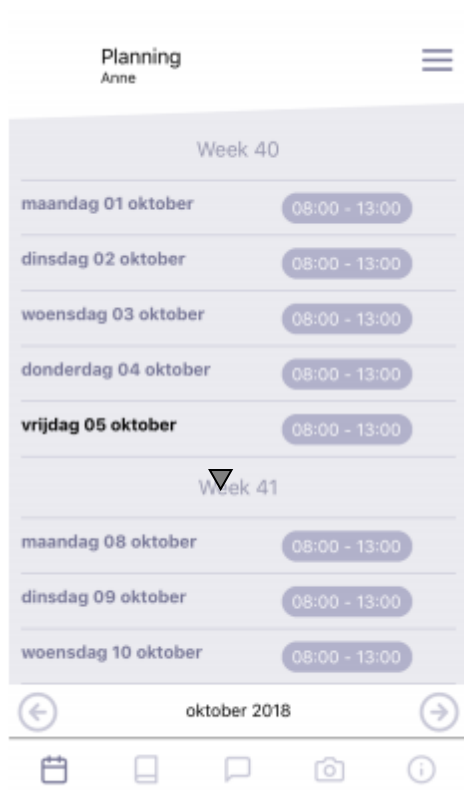 Planning
Anne
Week 40
maandag 01 oktober 08:00 - 13:00
dinsdag 02 oktober 08:00 - 13:00
woensdag 03 oktober 08:00 - 13:00
donderdag 04 oktober 08:00 - 13:00
vrijdag 05 oktober 08:00 - 13:00
Week 41
maandag 08 oktober 08:00 - 13:00
dinsdag 09 oktober 08:00 - 13:00
woensdag 10 oktober 08:00 - 13:00
oktober 2018